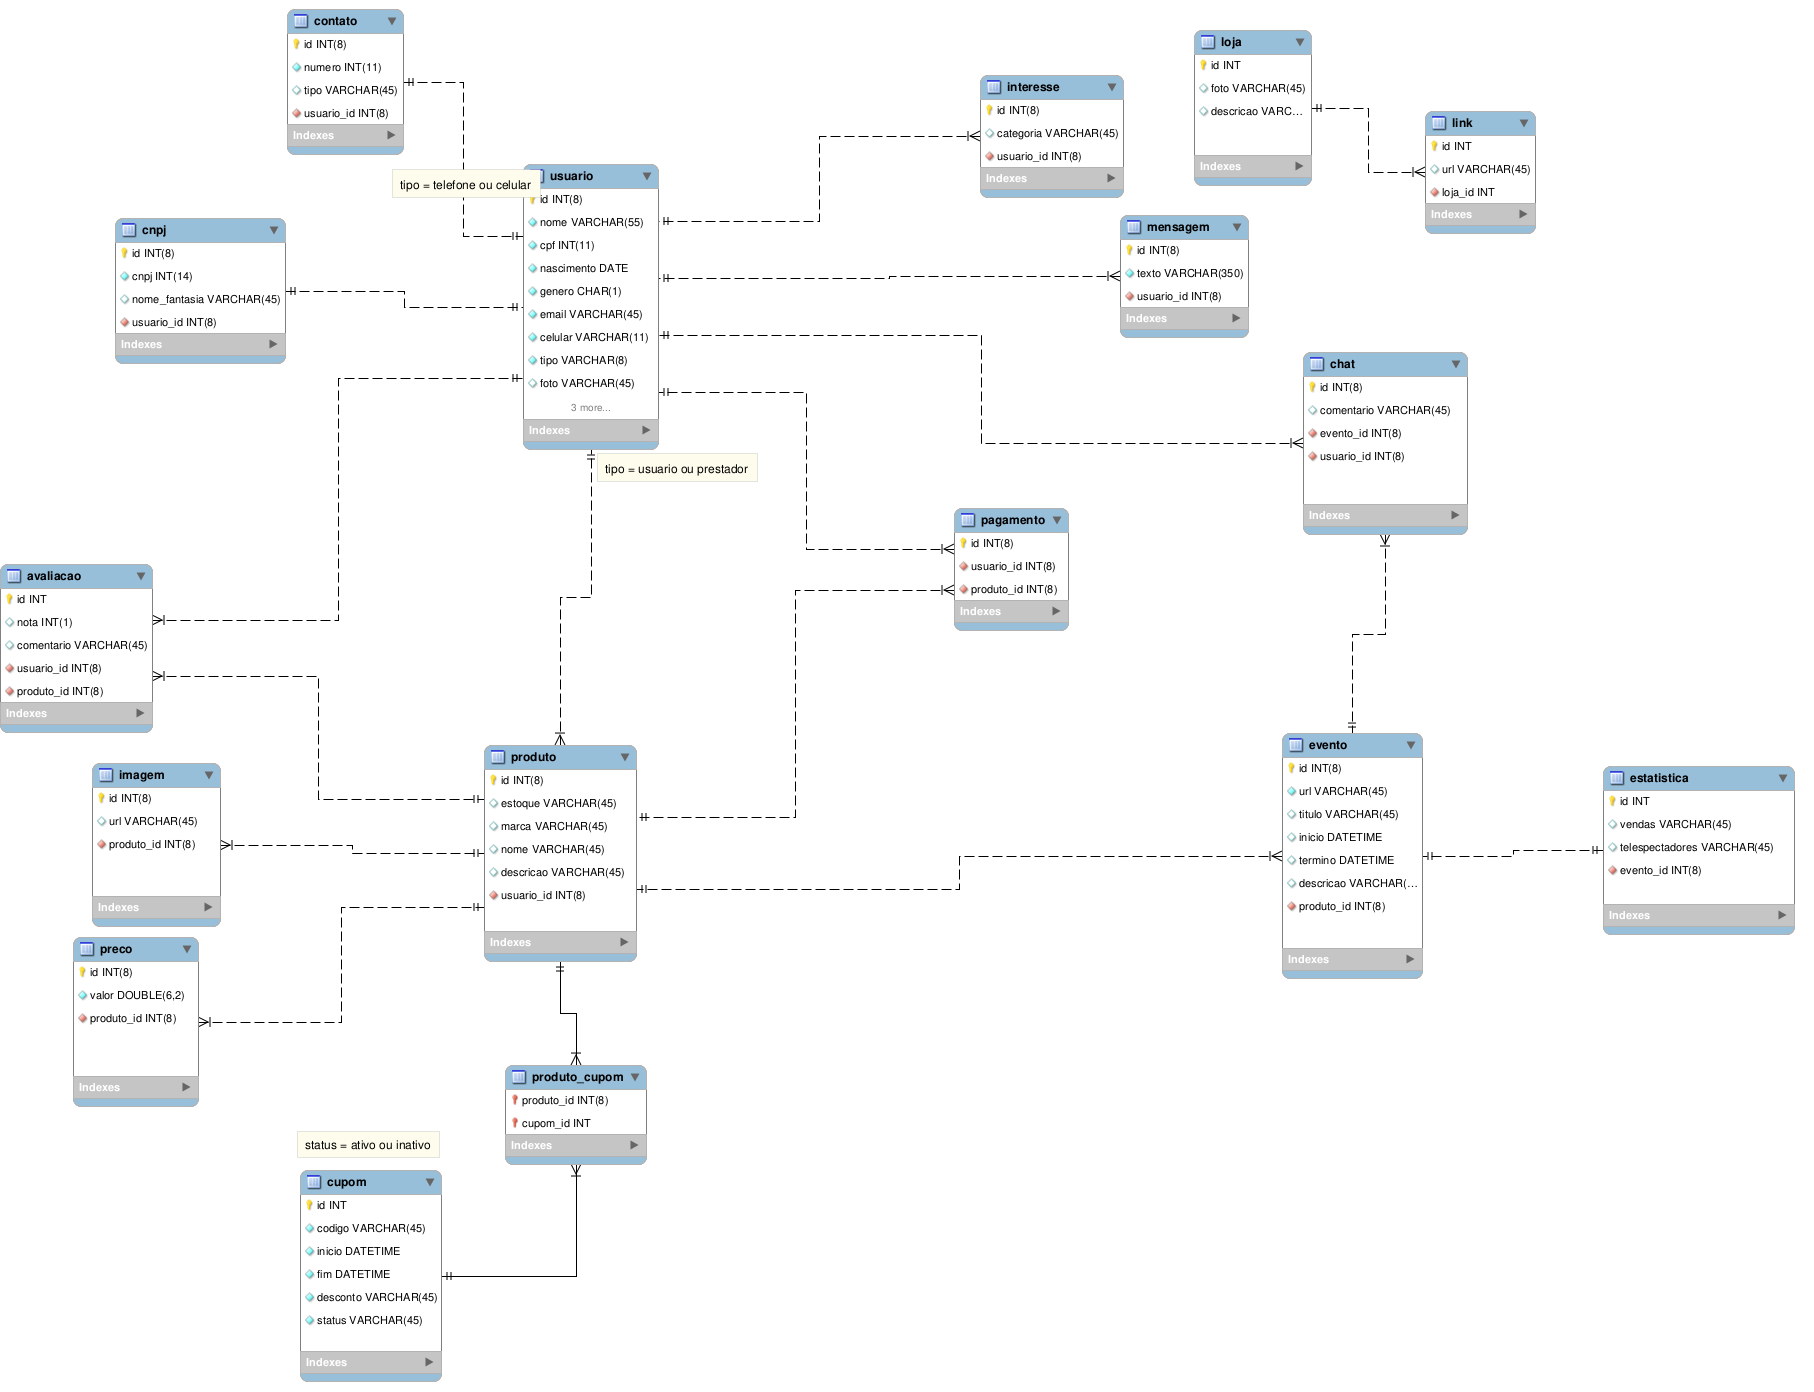 contato
id INT(8)
numero INT(11)
tipo VARCHAR(45)
usuario_id INT(8)
Indexes
tipo = telefone ou celular
usuario
id INT(8)
nome VARCHAR(55)
cpf INT(11)
nascimento DATE
genero CHAR(1)
email VARCHAR(45)
celular VARCHAR(11)
tipo VARCHAR(8)
foto VARCHAR(45)
3 more...
Indexes
tipo = usuario ou prestador
cnpj
id INT(8)
cnpj INT(14)
nome_fantasia VARCHAR(45)
usuario_id INT(8)
Indexes
interesse
id INT(8)
categoria VARCHAR(45)
usuario_id INT(8)
Indexes
loja
id INT
foto VARCHAR(45)
descricao VARC...
Indexes
link
id INT
url VARCHAR(45)
loja_id INT
Indexes
mensagem
id INT(8)
texto VARCHAR(350)
usuario_id INT(8)
Indexes
chat
id INT(8)
comentario VARCHAR(45)
evento_id INT(8)
usuario_id INT(8)
Indexes
pagamento
id INT(8)
usuario_id INT(8)
produto_id INT(8)
Indexes
avaliacao
id INT
nota INT(1)
comentario VARCHAR(45)
usuario_id INT(8)
produto_id INT(8)
Indexes
imagem
id INT(8)
url VARCHAR(45)
produto_id INT(8)
Indexes
produto
id INT(8)
estoque VARCHAR(45)
marca VARCHAR(45)
nome VARCHAR(45)
descricao VARCHAR(45)
usuario_id INT(8)
Indexes
evento
id INT(8)
url VARCHAR(45)
titulo VARCHAR(45)
inicio DATETIME
termino DATETIME
descricao VARCHAR(...
produto_id INT(8)
Indexes
estatistica
id INT
vendas VARCHAR(45)
telespectadores VARCHAR(45)
evento_id INT(8)
Indexes
preco
id INT(8)
valor DOUBLE(6,2)
produto_id INT(8)
Indexes
produto_cupom
produto_id INT(8)
cupom_id INT
Indexes
status = ativo ou inativo
cupom
id INT
codigo VARCHAR(45)
inicio DATETIME
fim DATETIME
desconto VARCHAR(45)
status VARCHAR(45)
Indexes